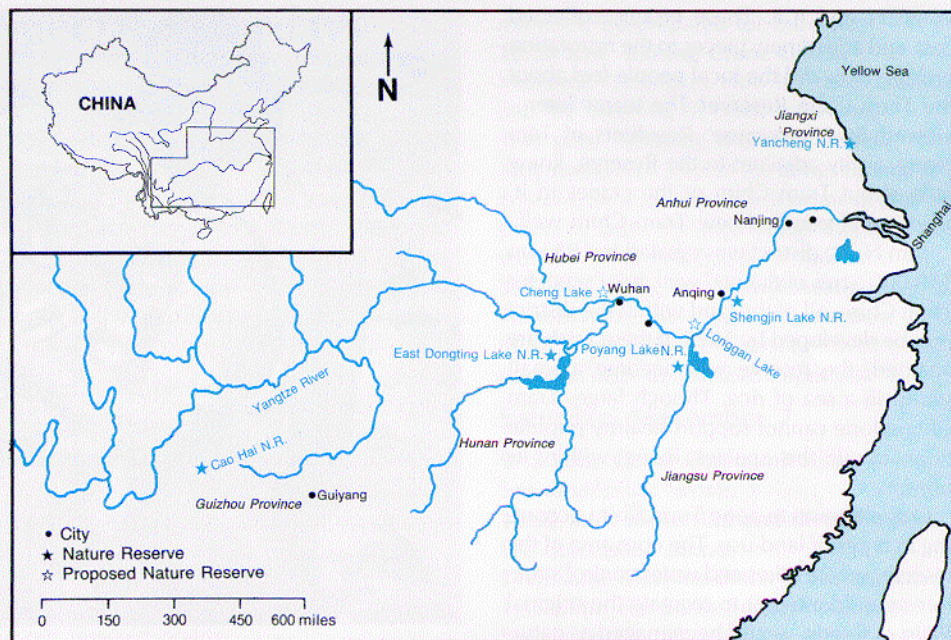 CHINA
N
Yellow Sea
Jiangxi
Province
Yancheng N.R.
Anhui Province
Nanjing
Shanghai
Hubei Province
Cheng Lake
Wuhan
Anqing
Shengjin Lake N.R.
Longgan Lake
East Dongting Lake N.R.
Poyang Lake N.R.
Yangtze River
Hunan Province
Cao Hai N.R.
Jiangsu Province
Guizhou Province
Guiyang
City
Nature Reserve
Proposed Nature Reserve
0 150 300 450 600 miles